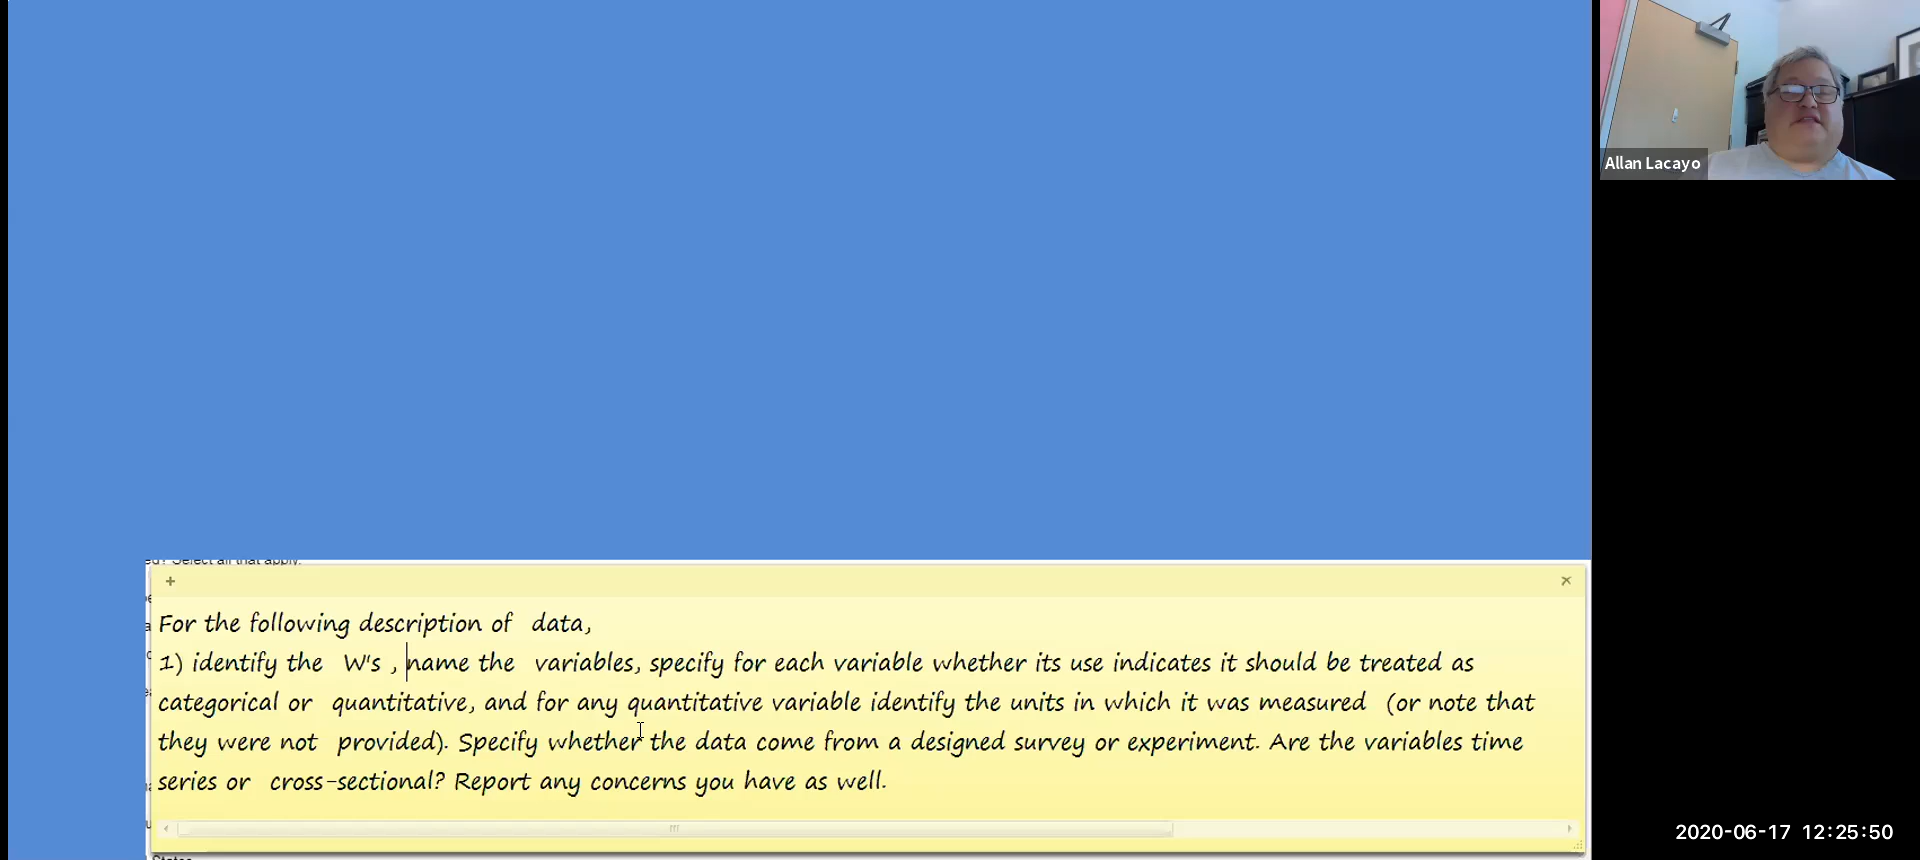 Allan Lacayo
For the following description of data,
1) identify the W's , name the variables, specify for each variable whether its use indicates it should be treated as
categorical or quantitative, and for any quantitative variable identify the units in which it was measured (or note that
they were not provided). Specify whether the data come from a designed survey or experiment. Are the variables time
series or cross-sectional? Report any concerns you have as well.
2020-06-17 12:25:50